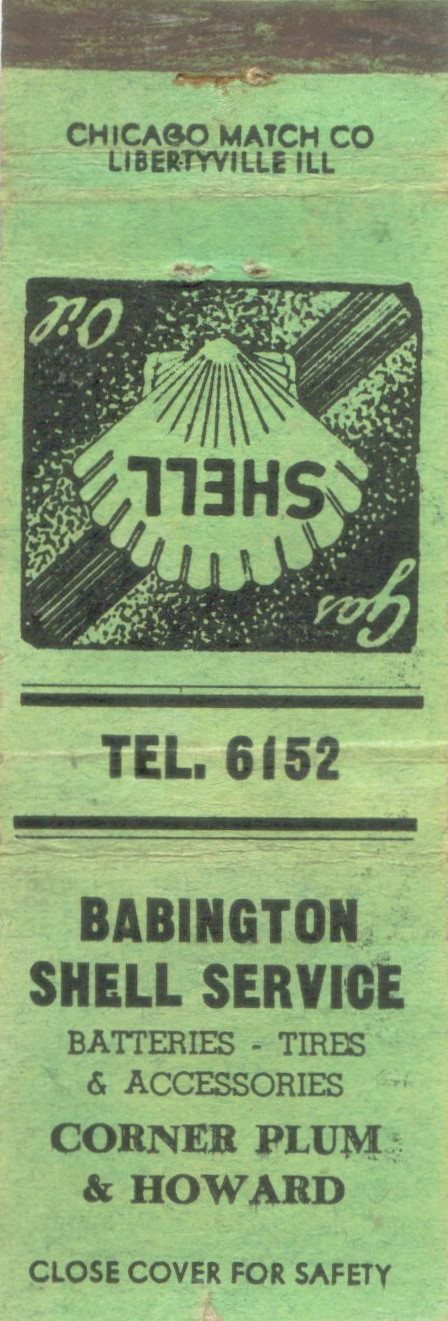 CHICAGO MATCH CO
LIBERTYVILLE ILL
Oil
SHELL
Gas
TEL. 6152
BABINGTON
SHELL SERVICE
BATTERIES - TIRES
& ACCESSORIES
CORNER PLUM
& HOWARD
CLOSE COVER FOR SAFETY